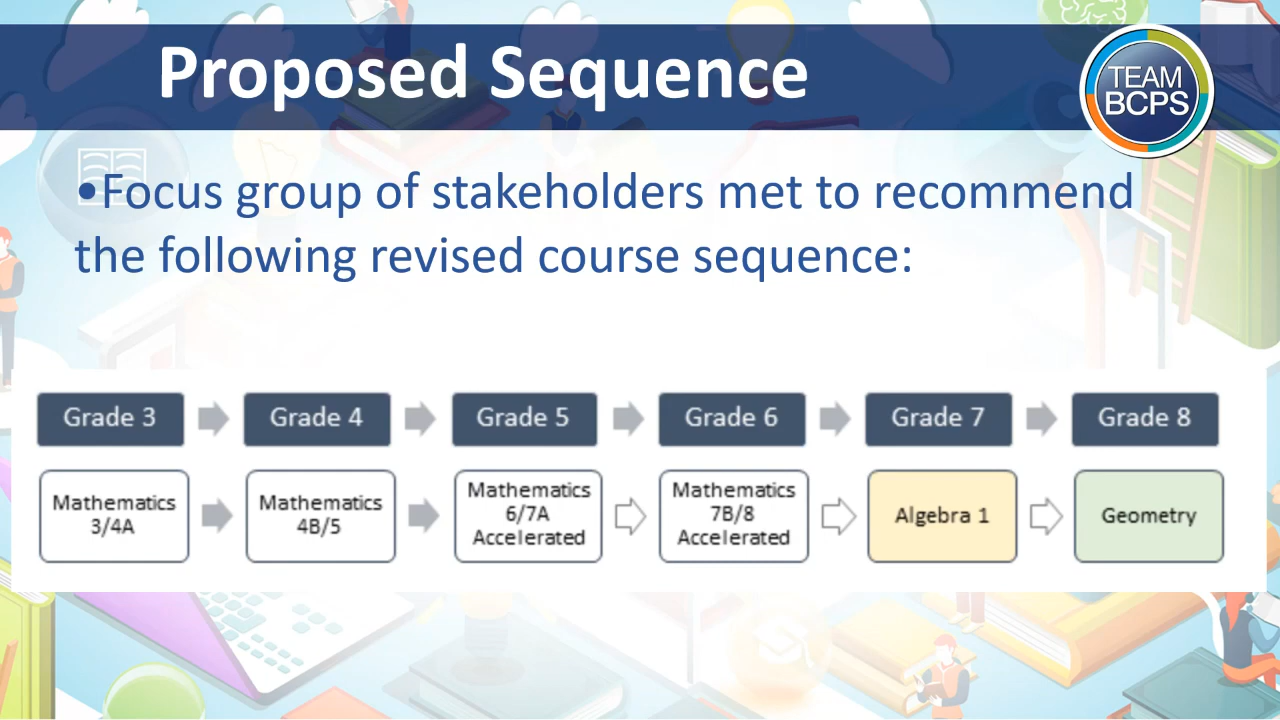 Proposed Sequence
TEAM
BCPS
•Focus group of stakeholders met to recommend
the following revised course sequence:
Grade 3
Grade 4
Grade 5
Grade 6
Grade 7
Grade 8
Mathematics
3/4A
Mathematics
4B/5
Mathematics
6/7A
Accelerated
Mathematics
7B/8
Accelerated
Algebra 1
Geometry